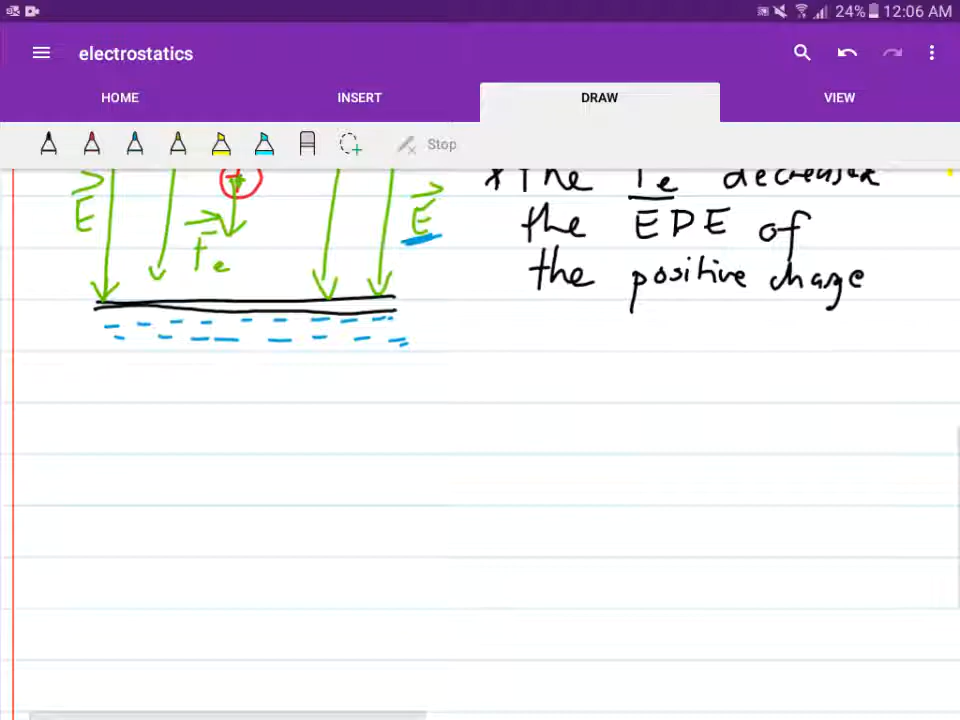 24% 12:06 AM
electrostatics
HOME INSERT DRAW VIEW
Stop
* The Fe decreases
the EPE of
the positive charge
E
E
Fe
+